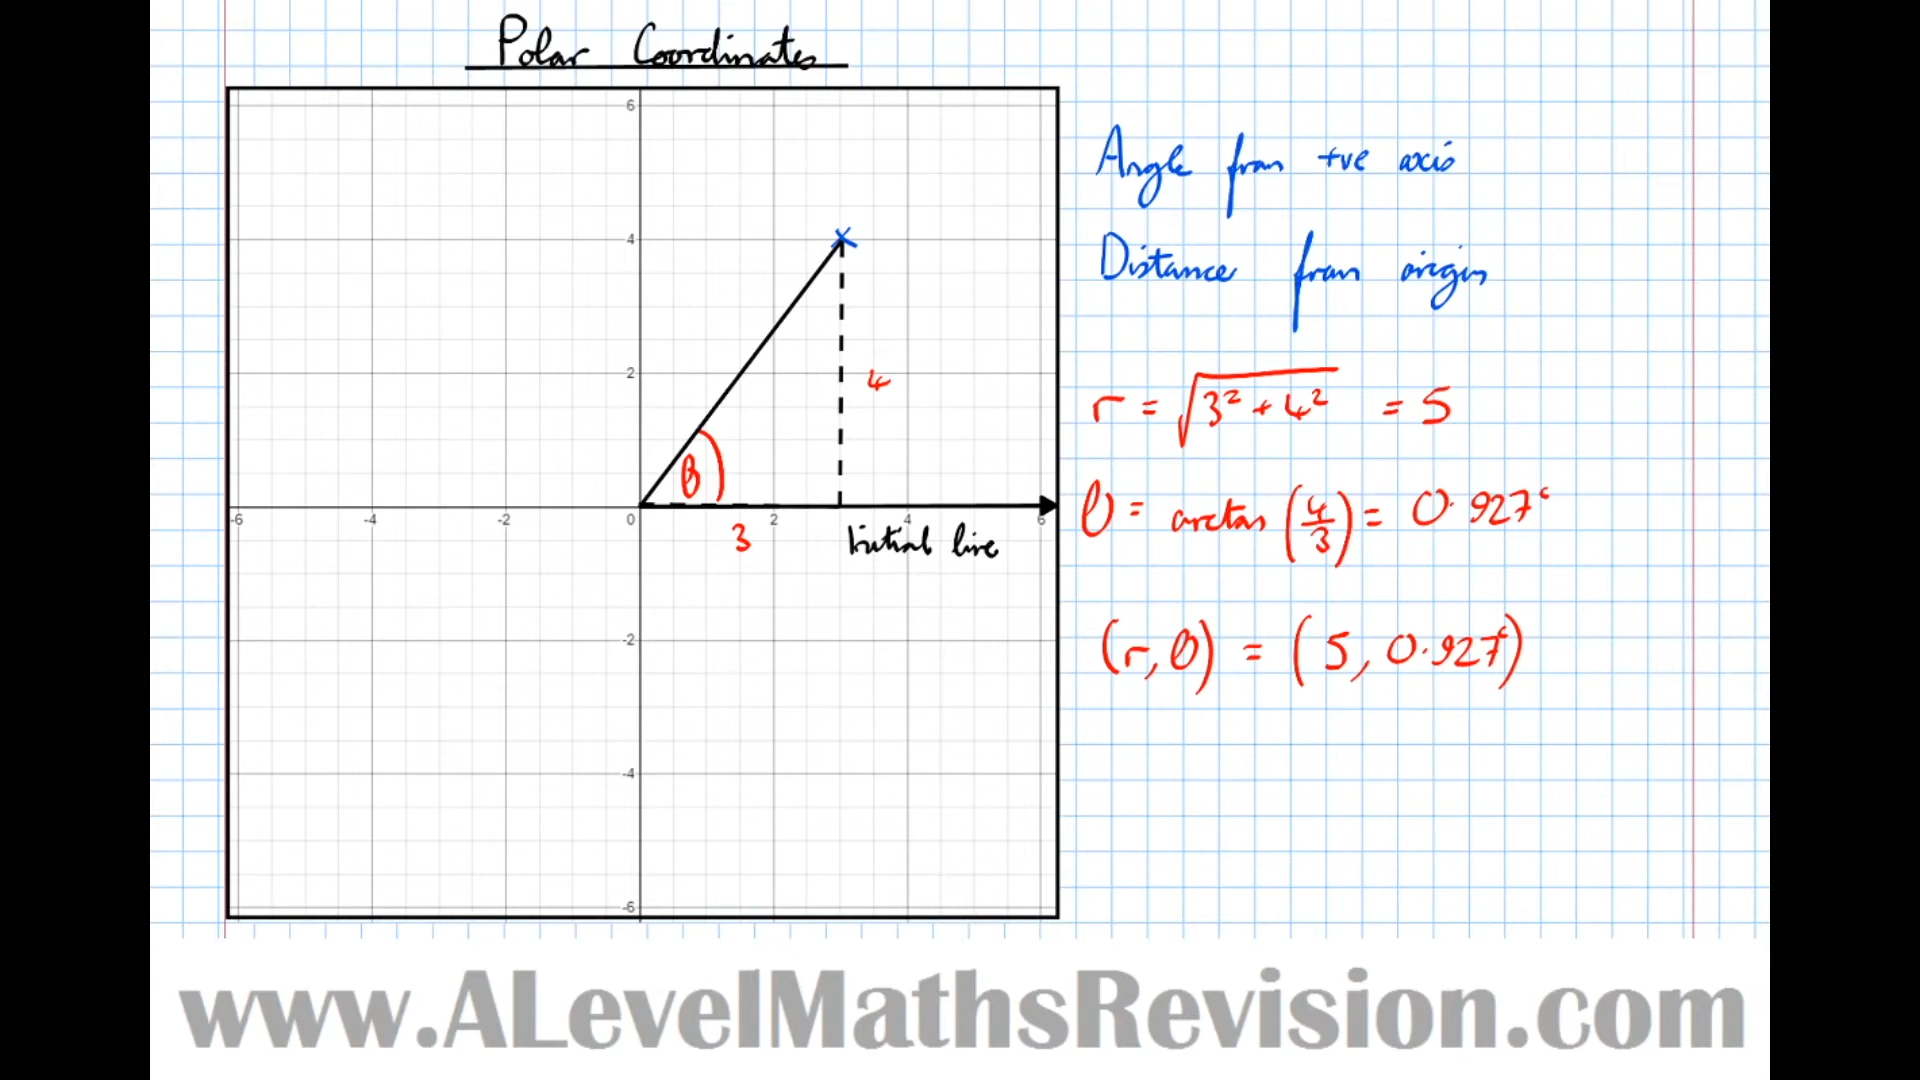 Polar Coordinates
Angle from +ve axis
Distance from origin
6
4
2
4
r = √3² + 4² = 5
θ
θ = arctan (4/3) = 0.927ᶜ
-6 -4 -2 0 2 4 6
3
Initial line
(r, θ) = (5, 0.927ᶜ)
-2
-4
-6
www.ALevelMathsRevision.com